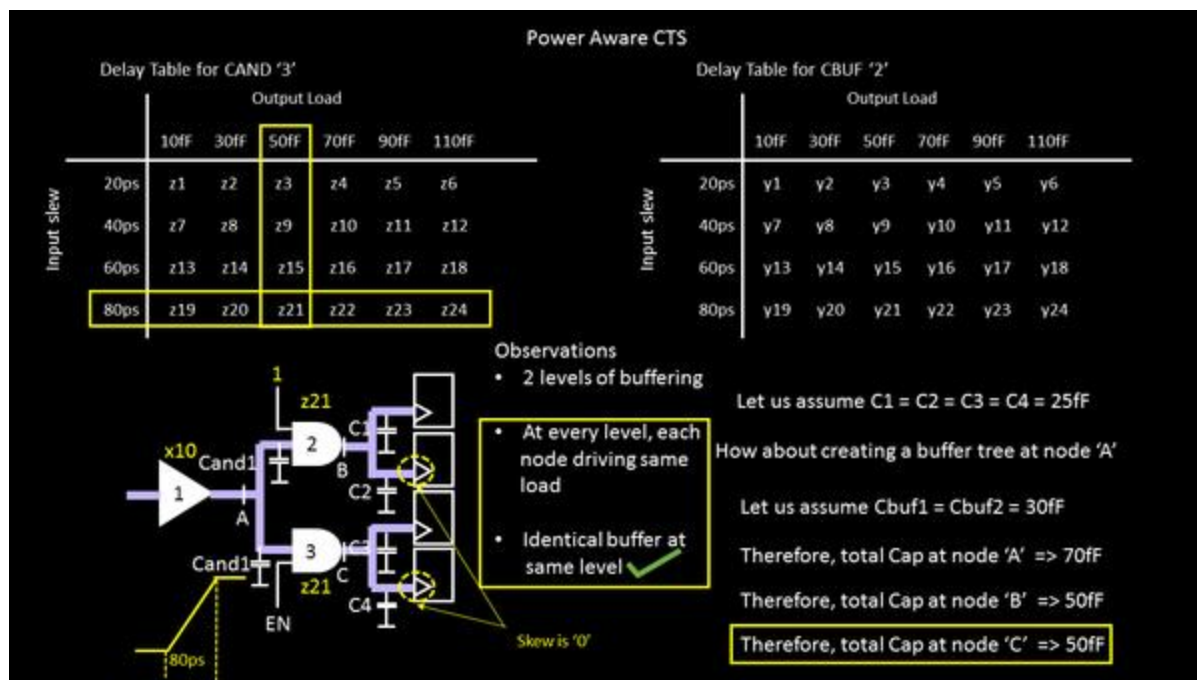 Power Aware CTS
Delay Table for CAND ‘3’
Output Load
10fF 30fF 50fF 70fF 90fF 110fF
Input slew
20ps z1 z2 z3 z4 z5 z6
40ps z7 z8 z9 z10 z11 z12
60ps z13 z14 z15 z16 z17 z18
80ps z19 z20 z21 z22 z23 z24
Delay Table for CBUF ‘2’
Output Load
10fF 30fF 50fF 70fF 90fF 110fF
Input slew
20ps y1 y2 y3 y4 y5 y6
40ps y7 y8 y9 y10 y11 y12
60ps y13 y14 y15 y16 y17 y18
80ps y19 y20 y21 y22 y23 y24
1
z21
x10
Cand1
2
C1
B
C2
1
A
Cand1
3
C3
C
z21
C4
EN
80ps
Observations
• 2 levels of buffering
• At every level, each
node driving same
load
• Identical buffer at
same level
Skew is ‘0’
Let us assume C1 = C2 = C3 = C4 = 25fF
How about creating a buffer tree at node ‘A’
Let us assume Cbuf1 = Cbuf2 = 30fF
Therefore, total Cap at node ‘A’ => 70fF
Therefore, total Cap at node ‘B’ => 50fF
Therefore, total Cap at node ‘C’ => 50fF